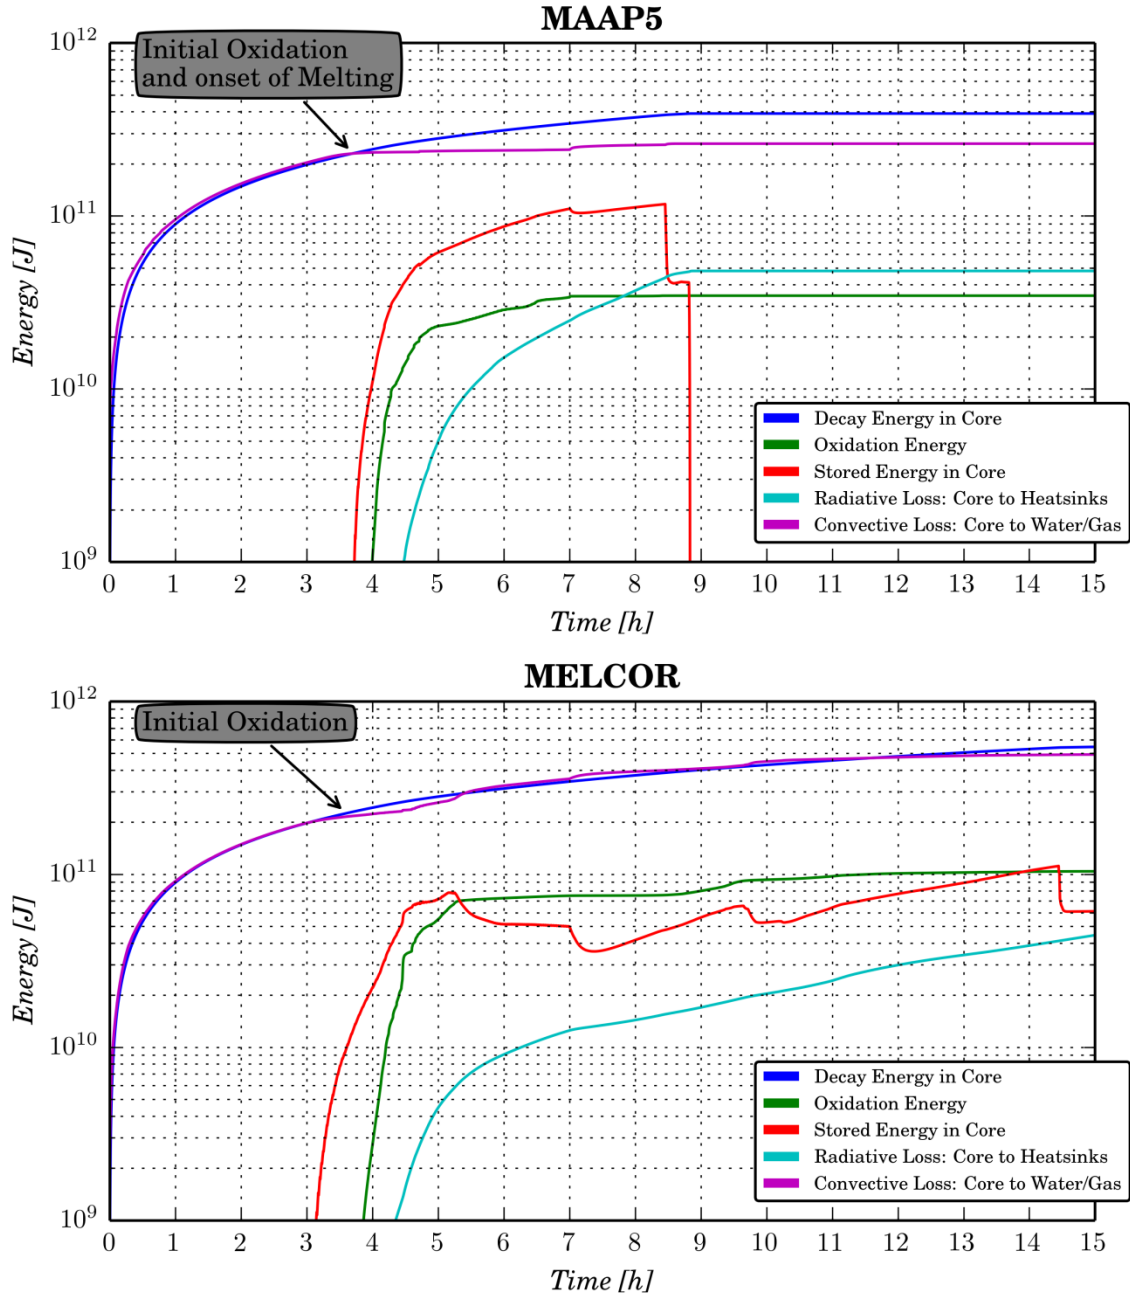 MAAP5
10^12
Initial Oxidation
and onset of Melting
10^11
Energy [J]
10^10
10^9
Decay Energy in Core
Oxidation Energy
Stored Energy in Core
Radiative Loss: Core to Heatsinks
Convective Loss: Core to Water/Gas
0 1 2 3 4 5 6 7 8 9 10 11 12 13 14 15
Time [h]
MELCOR
10^12
Initial Oxidation
10^11
Energy [J]
10^10
10^9
Decay Energy in Core
Oxidation Energy
Stored Energy in Core
Radiative Loss: Core to Heatsinks
Convective Loss: Core to Water/Gas
0 1 2 3 4 5 6 7 8 9 10 11 12 13 14 15
Time [h]